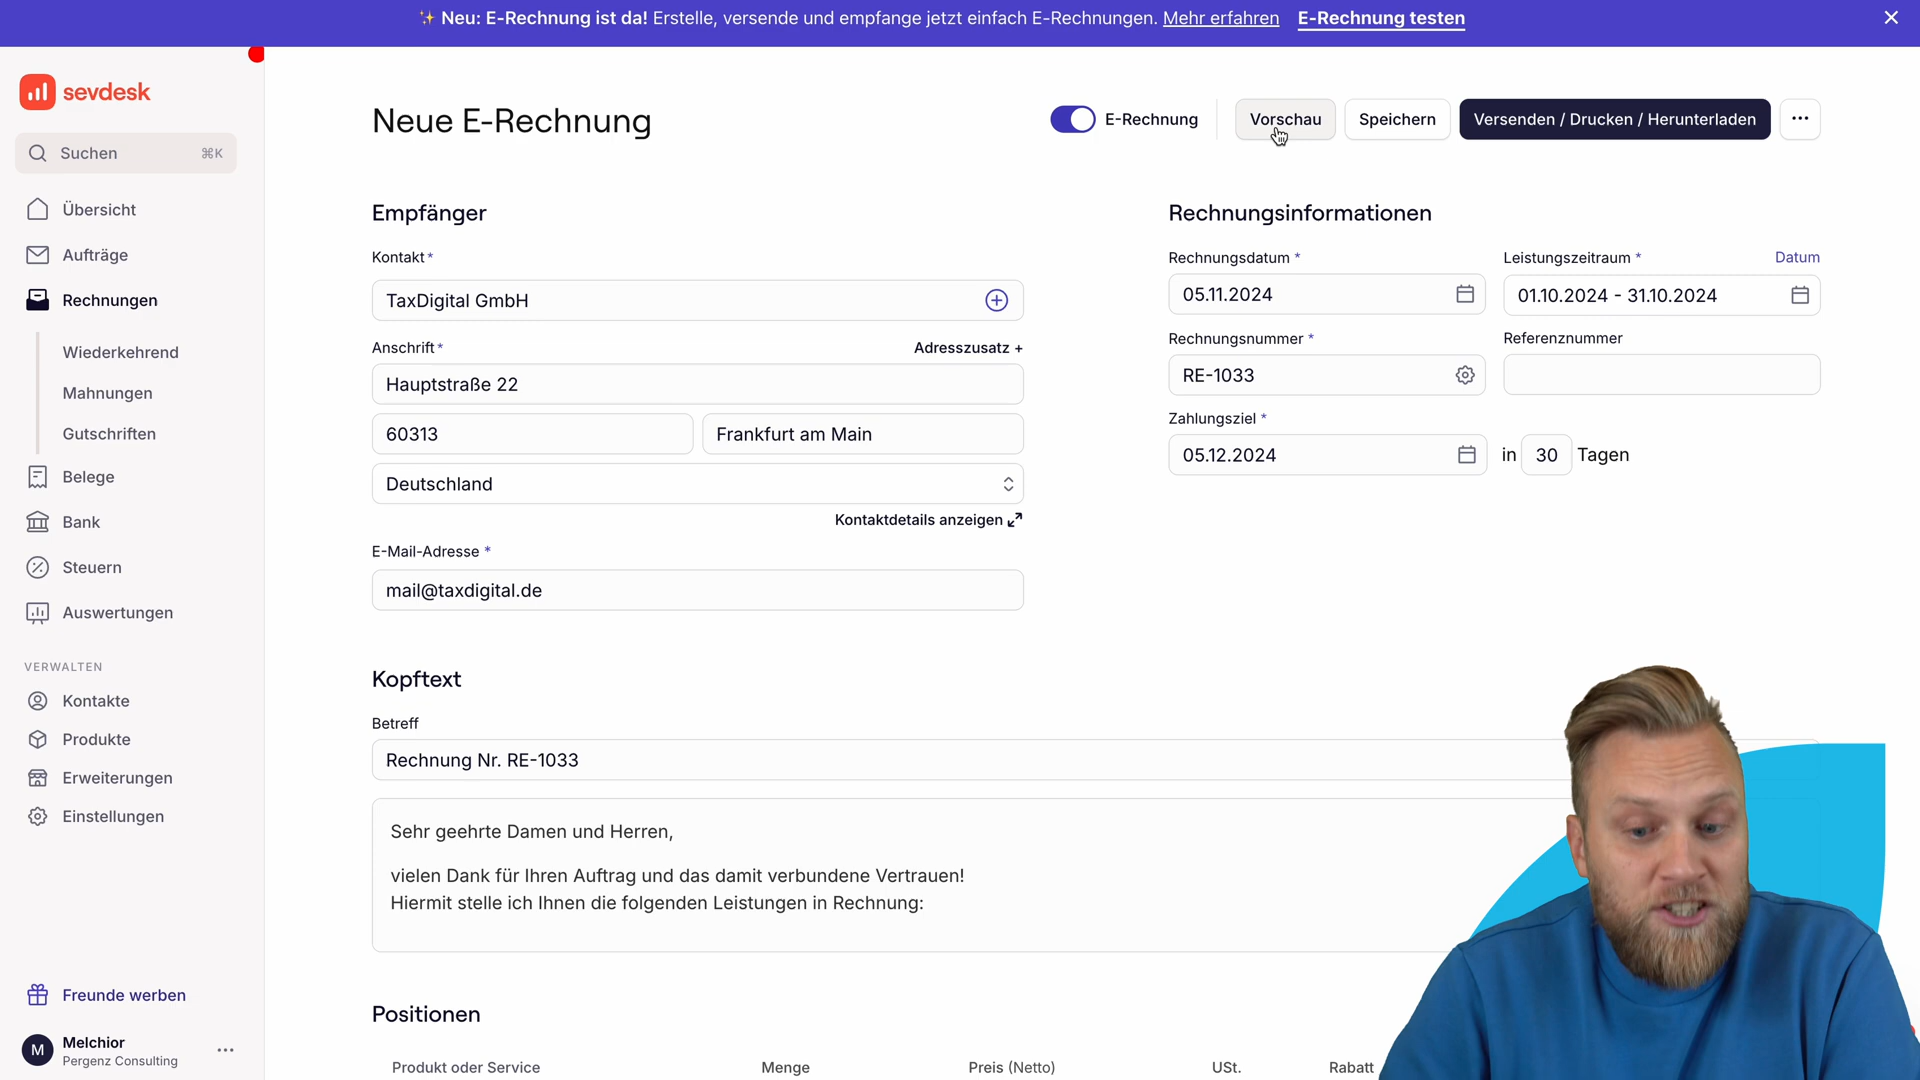 ✨ Neu: E-Rechnung ist da! Erstelle, versende und empfange jetzt einfach E-Rechnungen. Mehr erfahren E-Rechnung testen
sevdesk
Suchen ⌘K
Übersicht
Aufträge
Rechnungen
Wiederkehrend
Mahnungen
Gutschriften
Belege
Bank
Steuern
Auswertungen
VERWALTEN
Kontakte
Produkte
Erweiterungen
Einstellungen
Freunde werben
M
Melchior
Pergenz Consulting
Neue E-Rechnung
E-Rechnung
Vorschau
Speichern
Versenden / Drucken / Herunterladen
Empfänger
Kontakt*
TaxDigital GmbH
Anschrift* Adresszusatz +
Hauptstraße 22
60313 Frankfurt am Main
Deutschland
Kontaktdetails anzeigen
E-Mail-Adresse *
mail@taxdigital.de
Rechnungsinformationen
Rechnungsdatum * Leistungszeitraum * Datum
05.11.2024 01.10.2024 - 31.10.2024
Rechnungsnummer * Referenznummer
RE-1033
Zahlungsziel *
05.12.2024 in 30 Tagen
Kopftext
Betreff
Rechnung Nr. RE-1033
Sehr geehrte Damen und Herren,
vielen Dank für Ihren Auftrag und das damit verbundene Vertrauen!
Hiermit stelle ich Ihnen die folgenden Leistungen in Rechnung:
Positionen
Produkt oder Service Menge Preis (Netto) USt. Rabatt